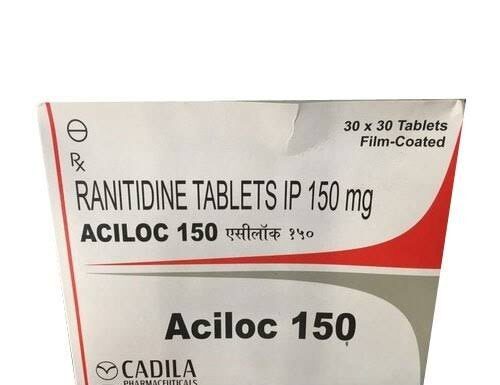 30 x 30 Tablets
Film-Coated
Rx
RANITIDINE TABLETS IP 150 mg
ACILOC 150 एसीलॉक १५०
Aciloc 150
CADILA
PHARMACEUTICALS